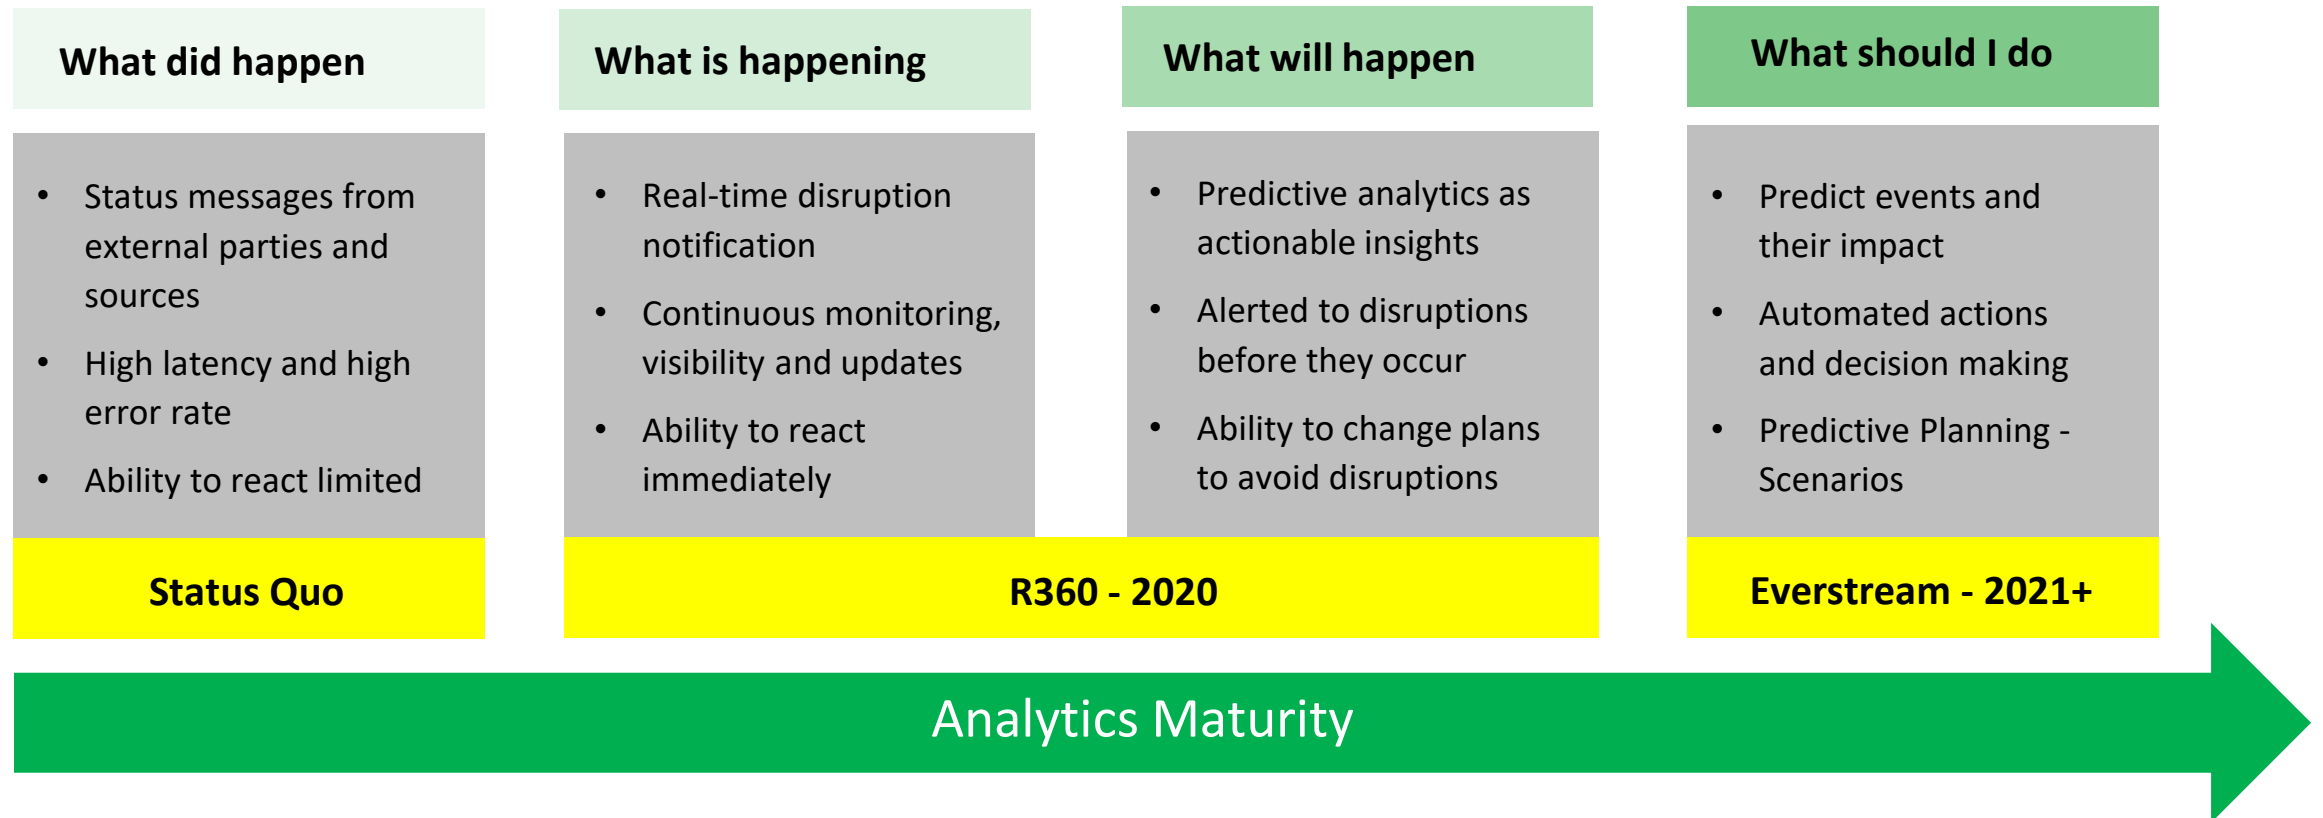 What did happen
• Status messages from
external parties and
sources
• High latency and high
error rate
• Ability to react limited
Status Quo
What is happening
• Real-time disruption
notification
• Continuous monitoring,
visibility and updates
• Ability to react
immediately
What will happen
• Predictive analytics as
actionable insights
• Alerted to disruptions
before they occur
• Ability to change plans
to avoid disruptions
R360 - 2020
What should I do
• Predict events and
their impact
• Automated actions
and decision making
• Predictive Planning -
Scenarios
Everstream - 2021+
Analytics Maturity